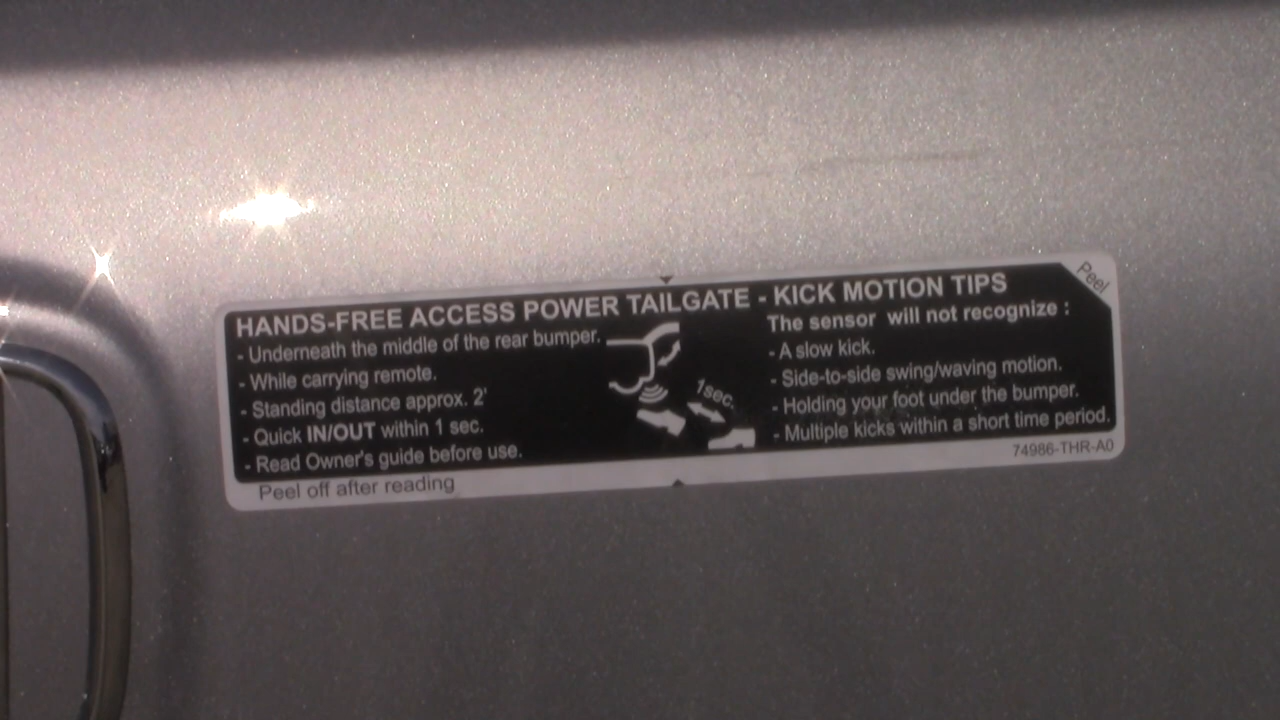 HANDS-FREE ACCESS POWER TAILGATE - KICK MOTION TIPS
- Underneath the middle of the rear bumper.
- While carrying remote.
- Standing distance approx. 2'
- Quick IN/OUT within 1 sec.
- Read Owner's guide before use.
1sec.
The sensor will not recognize :
- A slow kick.
- Side-to-side swing/waving motion.
- Holding your foot under the bumper.
- Multiple kicks within a short time period.
Peel
Peel off after reading
74986-THR-A0